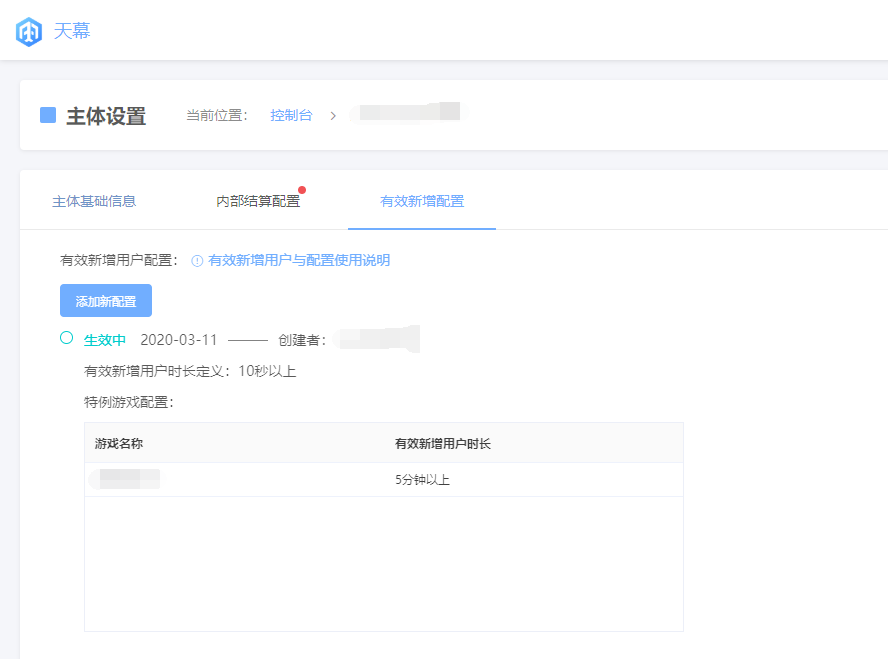 天幕
主体设置 当前位置： 控制台 >
主体基础信息 内部结算配置 有效新增配置
有效新增用户配置： 有效新增用户与配置使用说明
添加新配置
生效中 2020-03-11 —— 创建者：
有效新增用户时长定义：10秒以上
特例游戏配置：
游戏名称 有效新增用户时长
5分钟以上